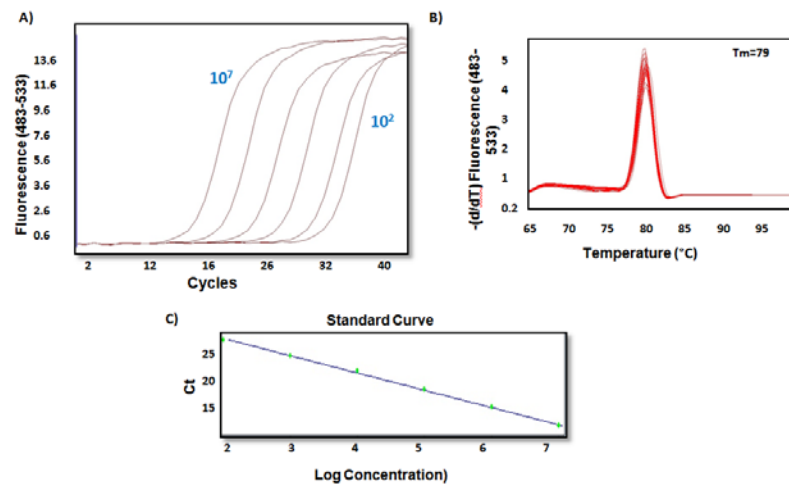 A)
Fluorescence (483-533)
13.6
11.6
9.6
7.6
6.6
3.6
2.6
0.6
10⁷
10²
2 12 16 26 82 40
Cycles
B)
-(d/dT) Fluorescence (483-
533)
5
4
3
2
1
0.2
Tm=79
65 70 75 80 85 90 95
Temperature (°C)
C)
Standard Curve
Ct
25
20
15
2 3 4 5 6 7
Log Concentration)